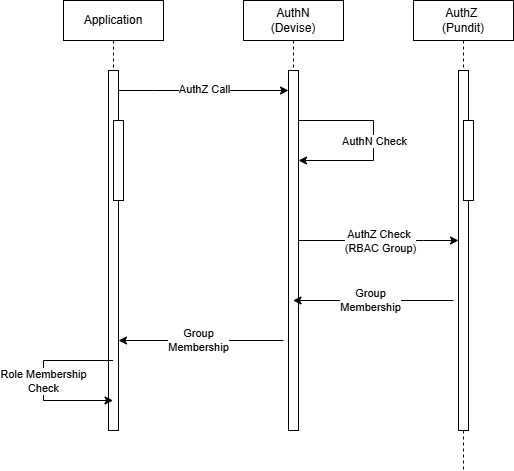 Application
AuthN
(Devise)
AuthZ
(Pundit)
AuthZ Call
AuthN Check
AuthZ Check
(RBAC Group)
Group
Membership
Group
Membership
Role Membership
Check